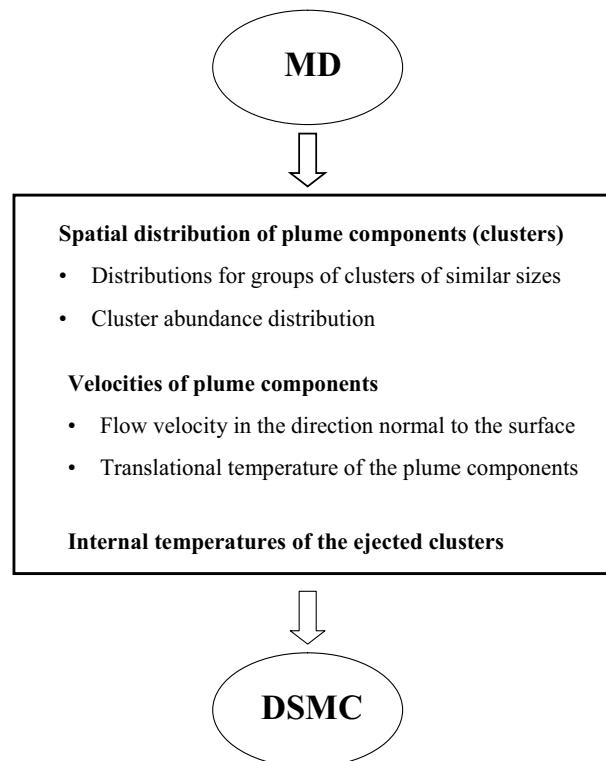 MD
Spatial distribution of plume components (clusters)
• Distributions for groups of clusters of similar sizes
• Cluster abundance distribution
Velocities of plume components
• Flow velocity in the direction normal to the surface
• Translational temperature of the plume components
Internal temperatures of the ejected clusters
DSMC